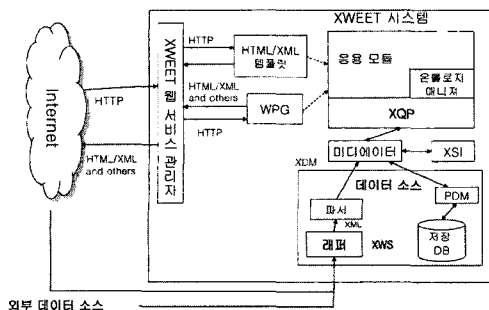 XWEET 시스템
Internet
HTTP
HTML/XML
and others
XWEET 웹 서비스 관리자
HTTP
HTML/XML
템플릿
HTML/XML
and others
WPG
HTTP
응용 모듈
온톨로지
매니져
XQP
미디에이터
XSI
XDM
데이터 소스
PDM
파서
XML
래퍼
XWS
저장
DB
외부 데이터 소스